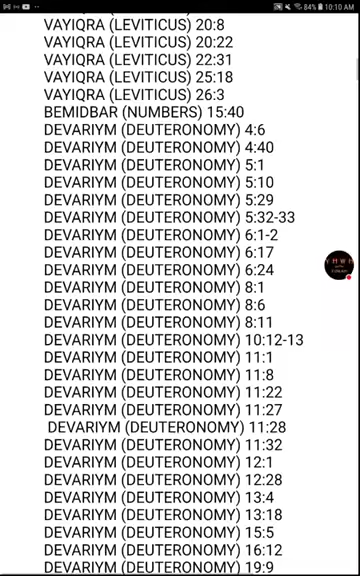 84% 10:10 AM
VAYIQRA (LEVITICUS) 20:8
VAYIQRA (LEVITICUS) 20:22
VAYIQRA (LEVITICUS) 22:31
VAYIQRA (LEVITICUS) 25:18
VAYIQRA (LEVITICUS) 26:3
BEMIDBAR (NUMBERS) 15:40
DEVARIYM (DEUTERONOMY) 4:6
DEVARIYM (DEUTERONOMY) 4:40
DEVARIYM (DEUTERONOMY) 5:1
DEVARIYM (DEUTERONOMY) 5:10
DEVARIYM (DEUTERONOMY) 5:29
DEVARIYM (DEUTERONOMY) 5:32-33
DEVARIYM (DEUTERONOMY) 6:1-2
DEVARIYM (DEUTERONOMY) 6:17
DEVARIYM (DEUTERONOMY) 6:24
DEVARIYM (DEUTERONOMY) 8:1
DEVARIYM (DEUTERONOMY) 8:6
DEVARIYM (DEUTERONOMY) 8:11
DEVARIYM (DEUTERONOMY) 10:12-13
DEVARIYM (DEUTERONOMY) 11:1
DEVARIYM (DEUTERONOMY) 11:8
DEVARIYM (DEUTERONOMY) 11:22
DEVARIYM (DEUTERONOMY) 11:27
DEVARIYM (DEUTERONOMY) 11:28
DEVARIYM (DEUTERONOMY) 11:32
DEVARIYM (DEUTERONOMY) 12:1
DEVARIYM (DEUTERONOMY) 12:28
DEVARIYM (DEUTERONOMY) 13:4
DEVARIYM (DEUTERONOMY) 13:18
DEVARIYM (DEUTERONOMY) 15:5
DEVARIYM (DEUTERONOMY) 16:12
DEVARIYM (DEUTERONOMY) 19:9